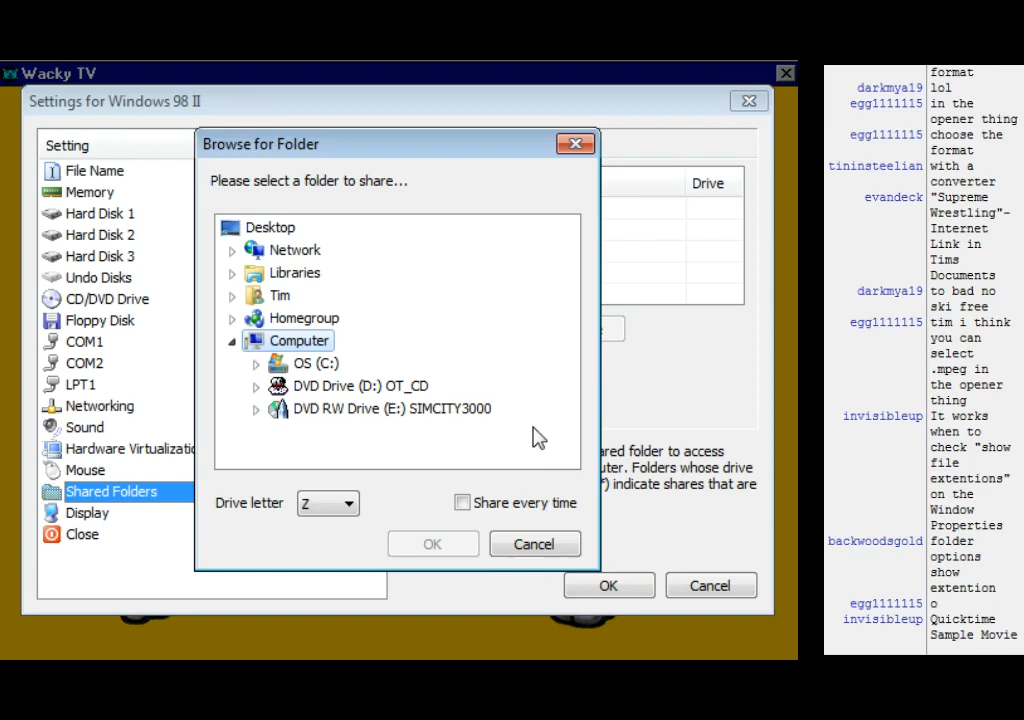 Wacky TV
Settings for Windows 98 II
Setting
File Name
Memory
Hard Disk 1
Hard Disk 2
Hard Disk 3
Undo Disks
CD/DVD Drive
Floppy Disk
COM1
COM2
LPT1
Networking
Sound
Hardware Virtualizatio
Mouse
Shared Folders
Display
Close
Drive
ared folder to access
uter. Folders whose drive
*) indicate shares that are
OK
Cancel
Browse for Folder
Please select a folder to share...
Desktop
Network
Libraries
Tim
Homegroup
Computer
OS (C:)
DVD Drive (D:) OT_CD
DVD RW Drive (E:) SIMCITY3000
Drive letter
Z
Share every time
OK
Cancel
format
darkmya19 lol
egg1111115 in the
opener thing
egg1111115 choose the
format
tininsteelian with a
converter
evandeck "Supreme
Wrestling"-
Internet
Link in
Tims
Documents
darkmya19 to bad no
ski free
egg1111115 tim i think
you can
select
.mpeg in
the opener
thing
invisibleup It works
when to
check "show
file
extentions"
on the
Window
Properties
backwoodsgold folder
options
show
extention
egg1111115 o
invisibleup Quicktime
Sample Movie